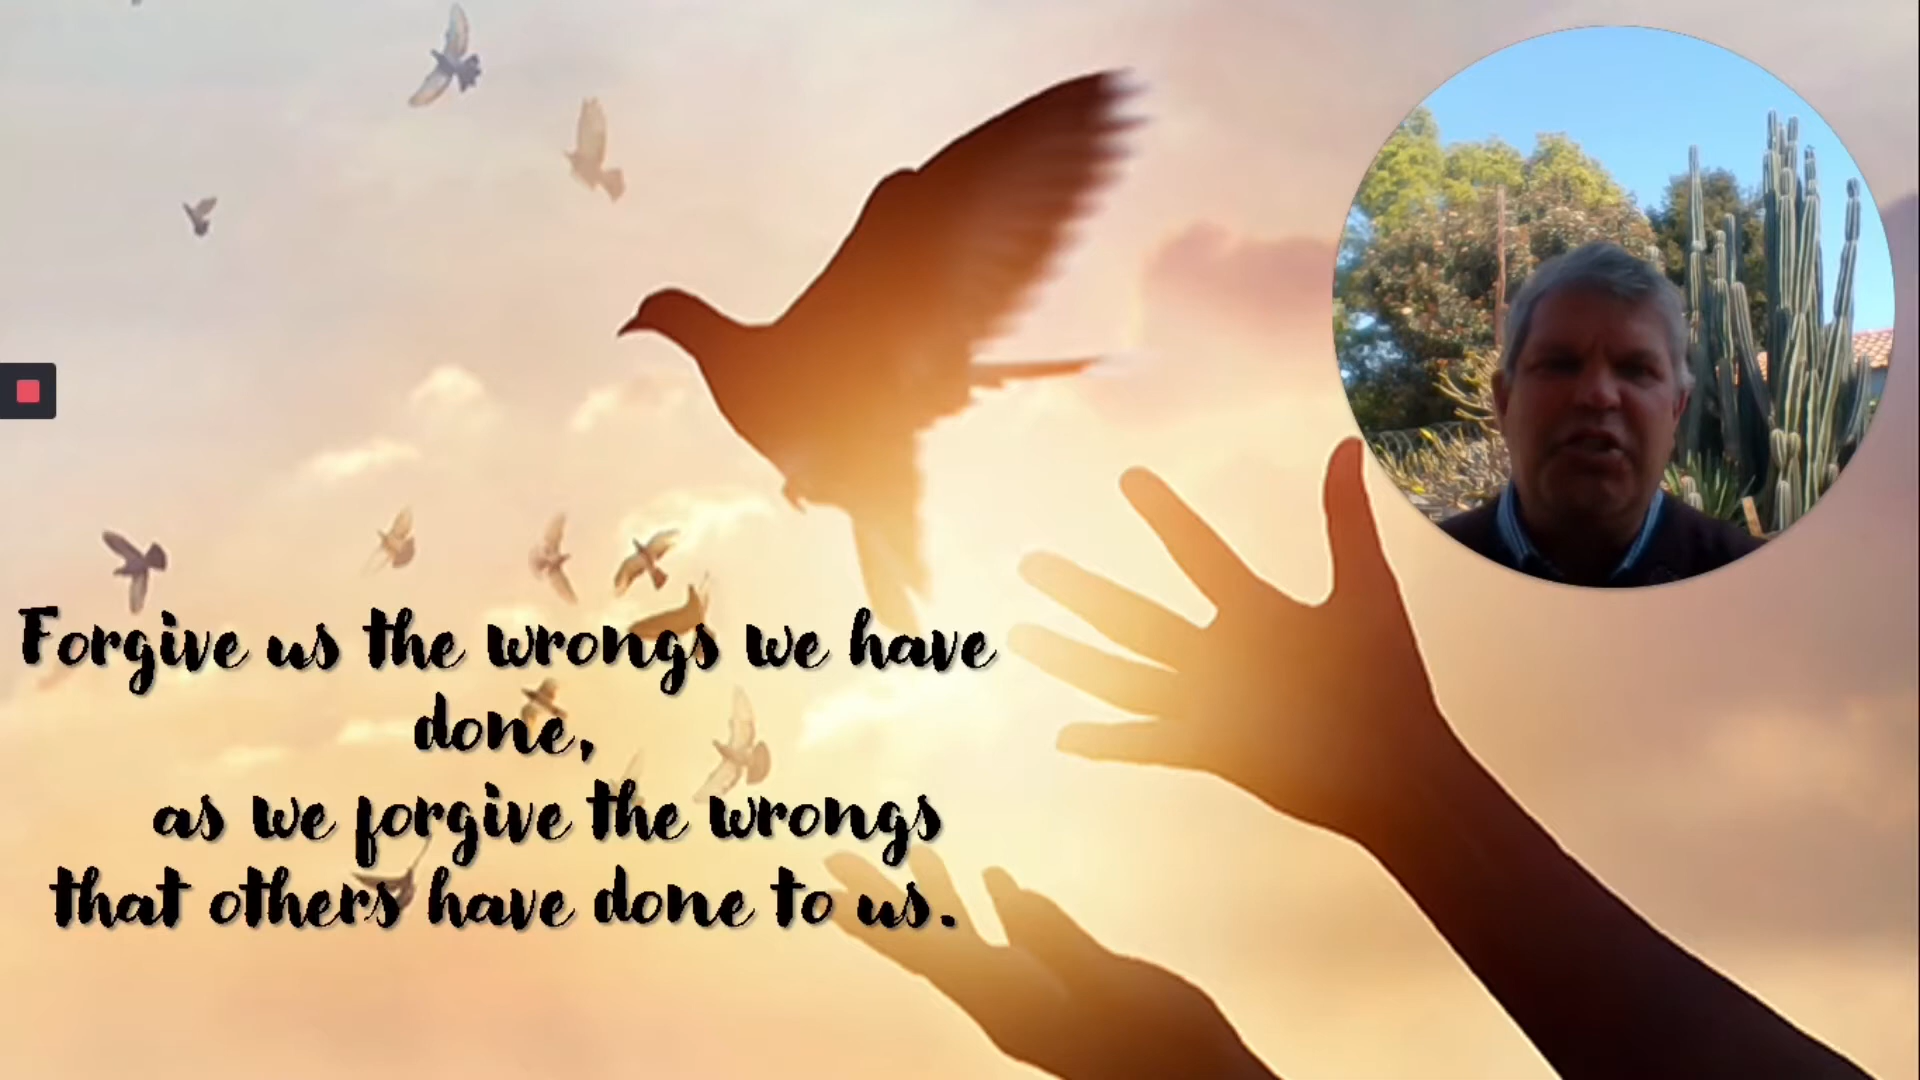 Forgive us the wrongs we have
done,
as we forgive the wrongs
that others have done to us.